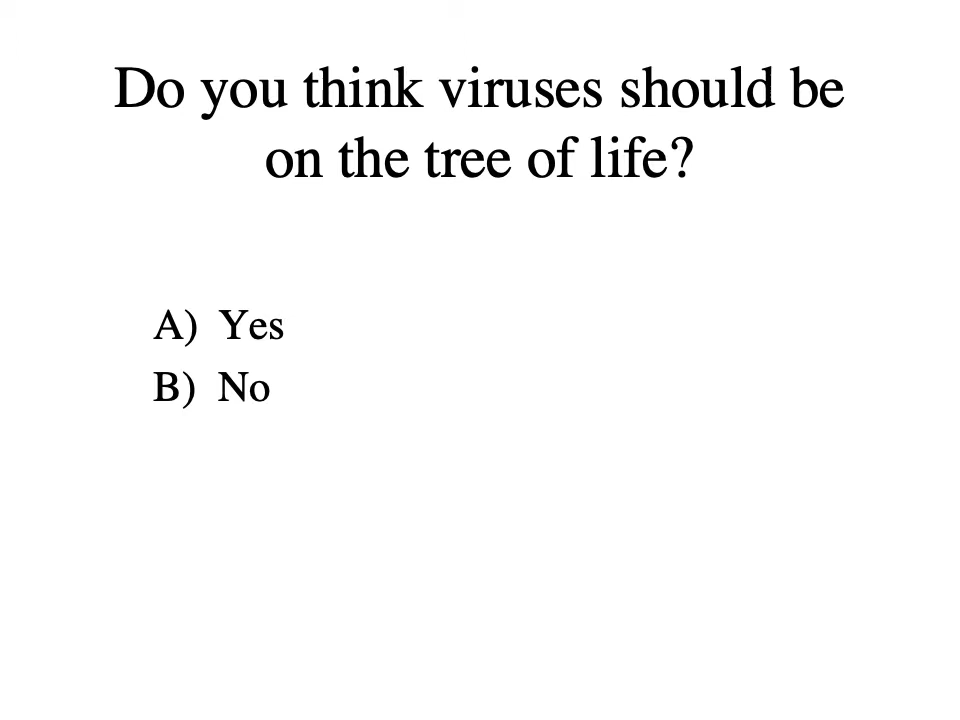 Do you think viruses should be
on the tree of life?
A) Yes
B) No